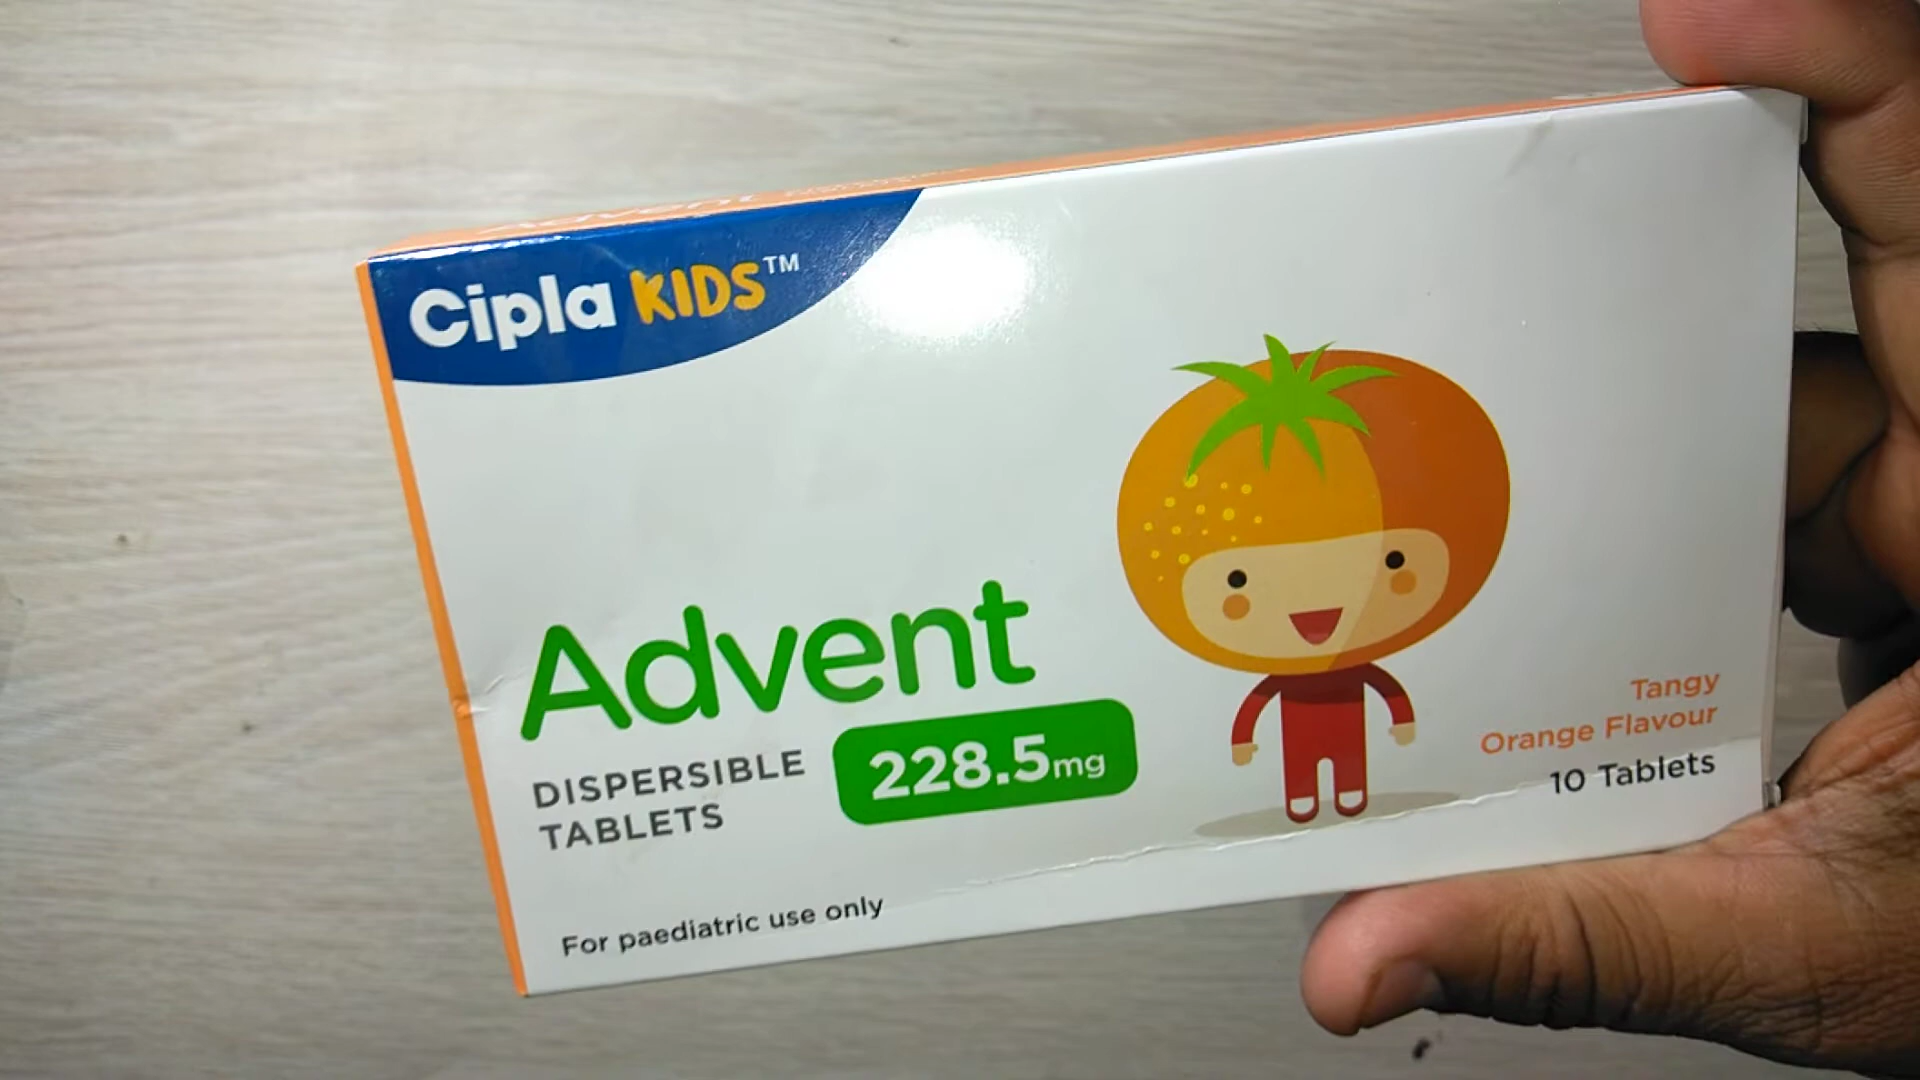 Cipla KIDS™
Advent
DISPERSIBLE
TABLETS
228.5mg
For paediatric use only
Tangy
Orange Flavour
10 Tablets